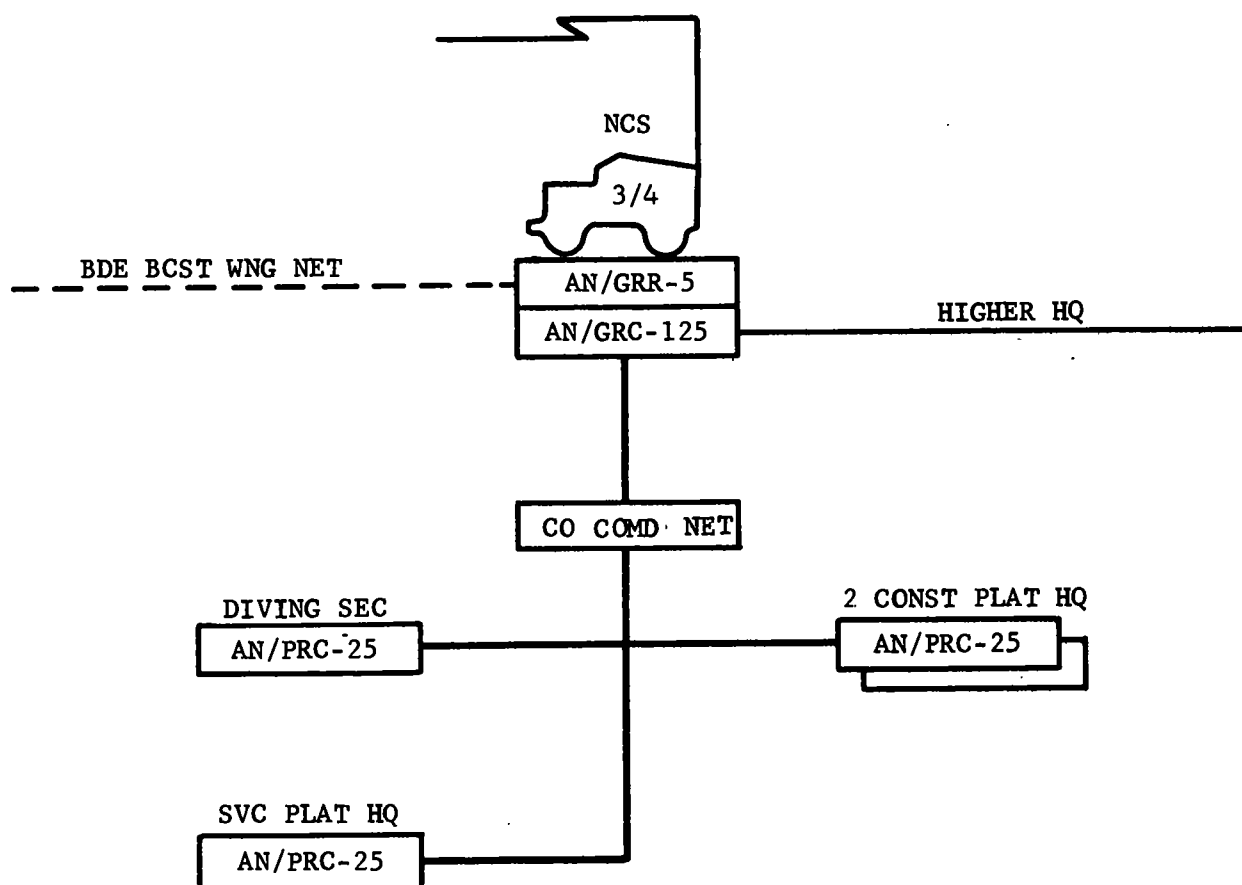 NCS
3/4
BDE BCST WNG NET
AN/GRR-5
AN/GRC-125
HIGHER HQ
CO COMD NET
DIVING SEC
AN/PRC-25
2 CONST PLAT HQ
AN/PRC-25
SVC PLAT HQ
AN/PRC-25